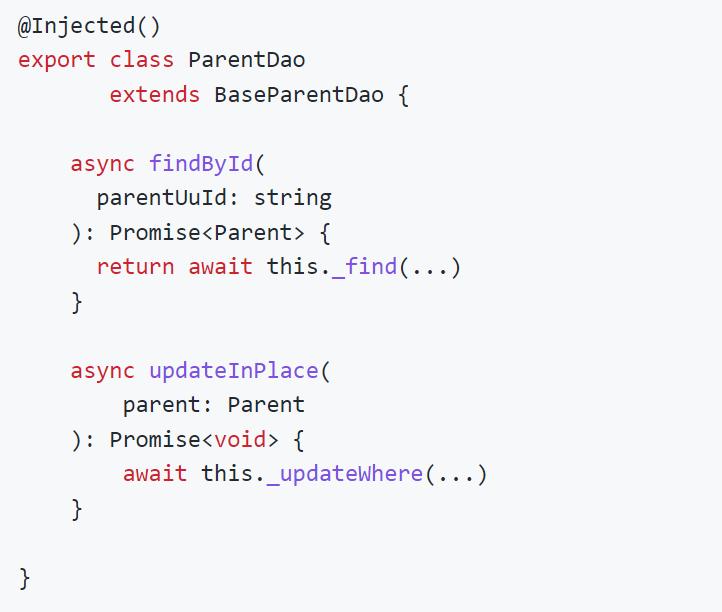 @Injected()
export class ParentDao
        extends BaseParentDao {
    async findById(
      parentUuId: string
    ): Promise<Parent> {
      return await this._find(...)
    }
    async updateInPlace(
        parent: Parent
    ): Promise<void> {
        await this._updateWhere(...)
    }
}